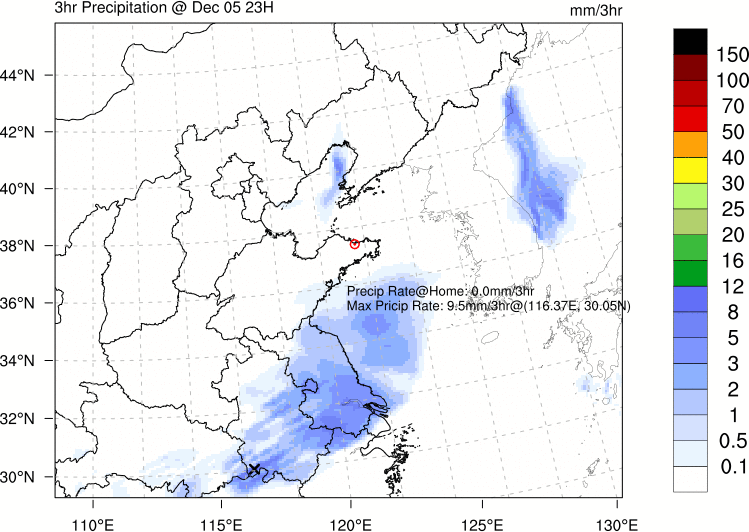 3hr Precipitation @ Dec 05 23H
mm/3hr
44°N
42°N
40°N
38°N
36°N
34°N
32°N
30°N
Precip Rate@Home: 0.0mm/3hr
Max Pricip Rate: 9.5mm/3hr@(116.37E, 30.05N)
110°E 115°E 120°E 125°E 130°E
150
100
70
50
40
30
25
20
16
12
8
5
3
2
1
0.5
0.1